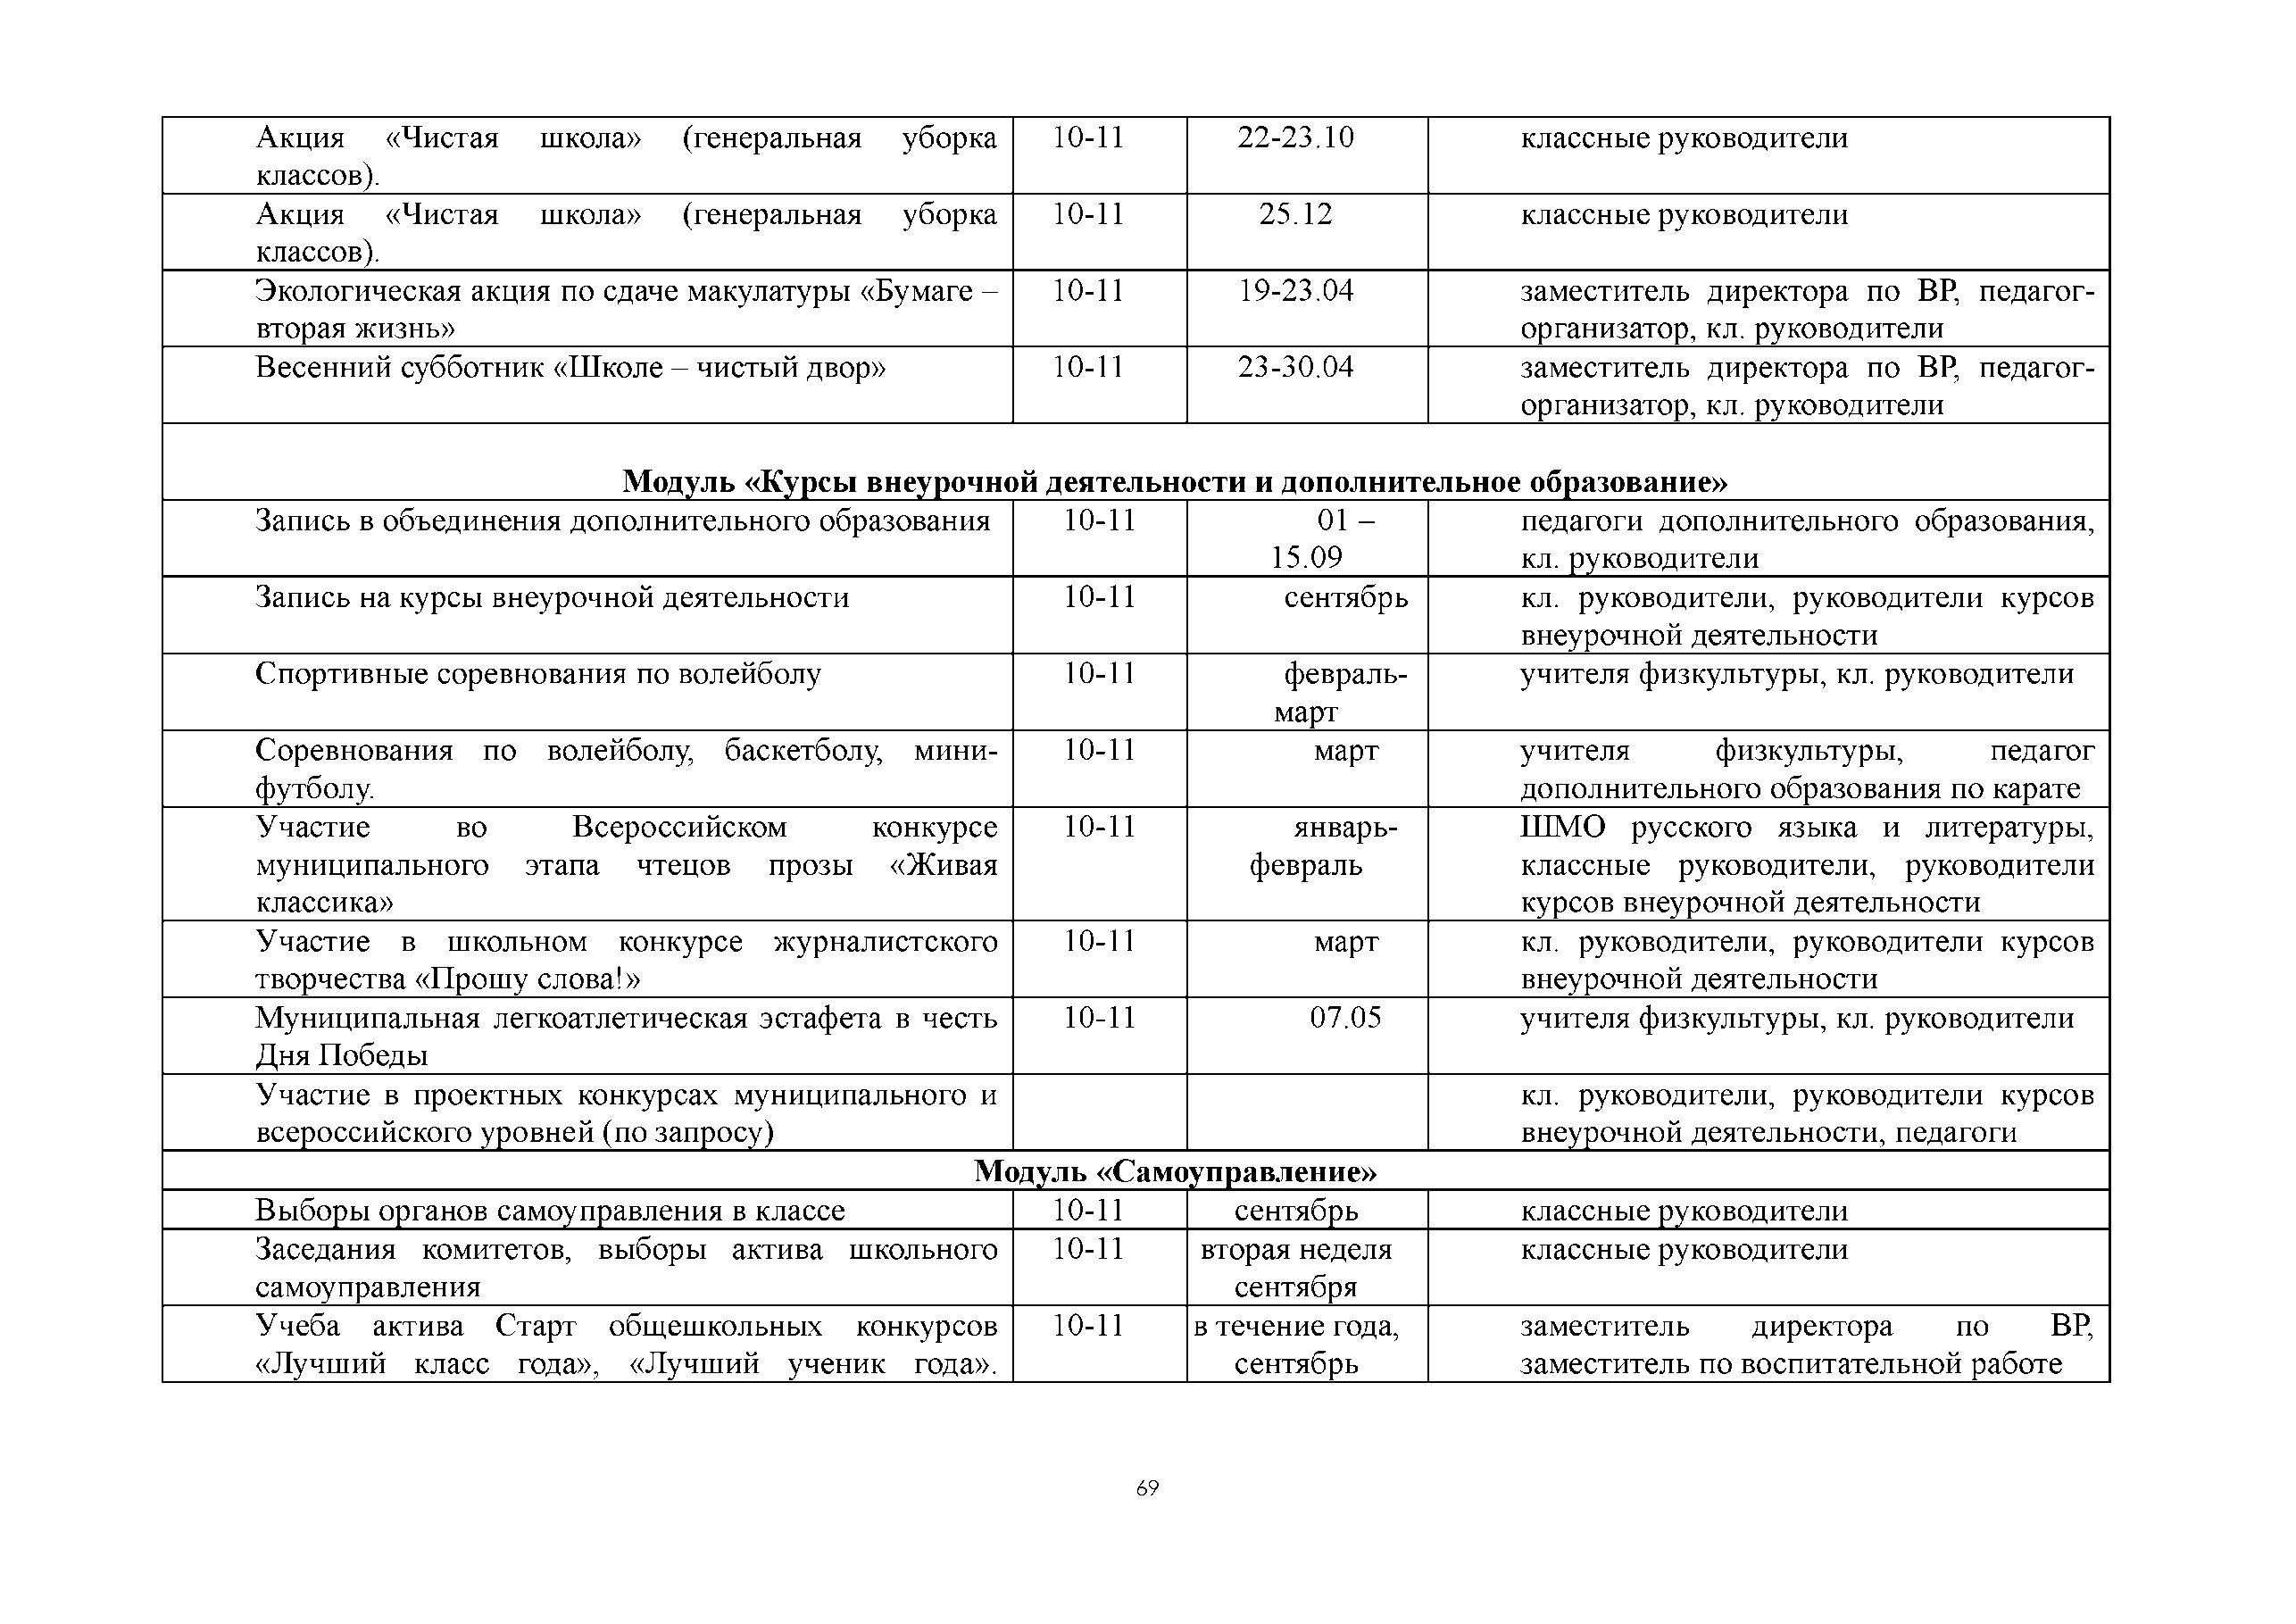 Акция «Чистая школа» (генеральная уборка 10-11 22-23.10 классные руководители
классов).
Акция «Чистая школа» (генеральная уборка 10-11 25.12 классные руководители
классов).
Экологическая акция по сдаче макулатуры «Бумаге – 10-11 19-23.04 заместитель директора по ВР, педагог-
вторая жизнь» организатор, кл. руководители
Весенний субботник «Школе – чистый двор» 10-11 23-30.04 заместитель директора по ВР, педагог-
организатор, кл. руководители
Модуль «Курсы внеурочной деятельности и дополнительное образование»
Запись в объединения дополнительного образования 10-11 01 – педагоги дополнительного образования,
15.09 кл. руководители
Запись на курсы внеурочной деятельности 10-11 сентябрь кл. руководители, руководители курсов
внеурочной деятельности
Спортивные соревнования по волейболу 10-11 февраль- учителя физкультуры, кл. руководители
март
Соревнования по волейболу, баскетболу, мини- 10-11 март учителя физкультуры, педагог
футболу. дополнительного образования по карате
Участие во Всероссийском конкурсе 10-11 январь- ШМО русского языка и литературы,
муниципального этапа чтецов прозы «Живая февраль классные руководители, руководители
классика» курсов внеурочной деятельности
Участие в школьном конкурсе журналистского 10-11 март кл. руководители, руководители курсов
творчества «Прошу слова!» внеурочной деятельности
Муниципальная легкоатлетическая эстафета в честь 10-11 07.05 учителя физкультуры, кл. руководители
Дня Победы
Участие в проектных конкурсах муниципального и кл. руководители, руководители курсов
всероссийского уровней (по запросу) внеурочной деятельности, педагоги
Модуль «Самоуправление»
Выборы органов самоуправления в классе 10-11 сентябрь классные руководители
Заседания комитетов, выборы актива школьного 10-11 вторая неделя классные руководители
самоуправления сентября
Учеба актива Старт общешкольных конкурсов 10-11 в течение года, заместитель директора по ВР,
«Лучший класс года», «Лучший ученик года». сентябрь заместитель по воспитательной работе
69